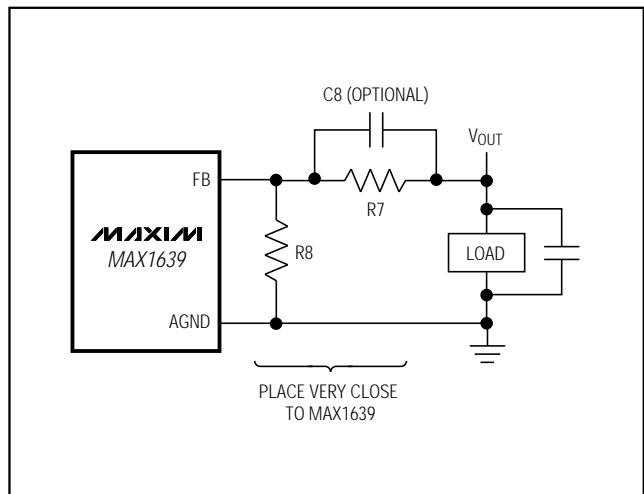 C8 (OPTIONAL)
VOUT
FB
R7
MAXIM
MAX1639
R8
LOAD
AGND
PLACE VERY CLOSE
TO MAX1639